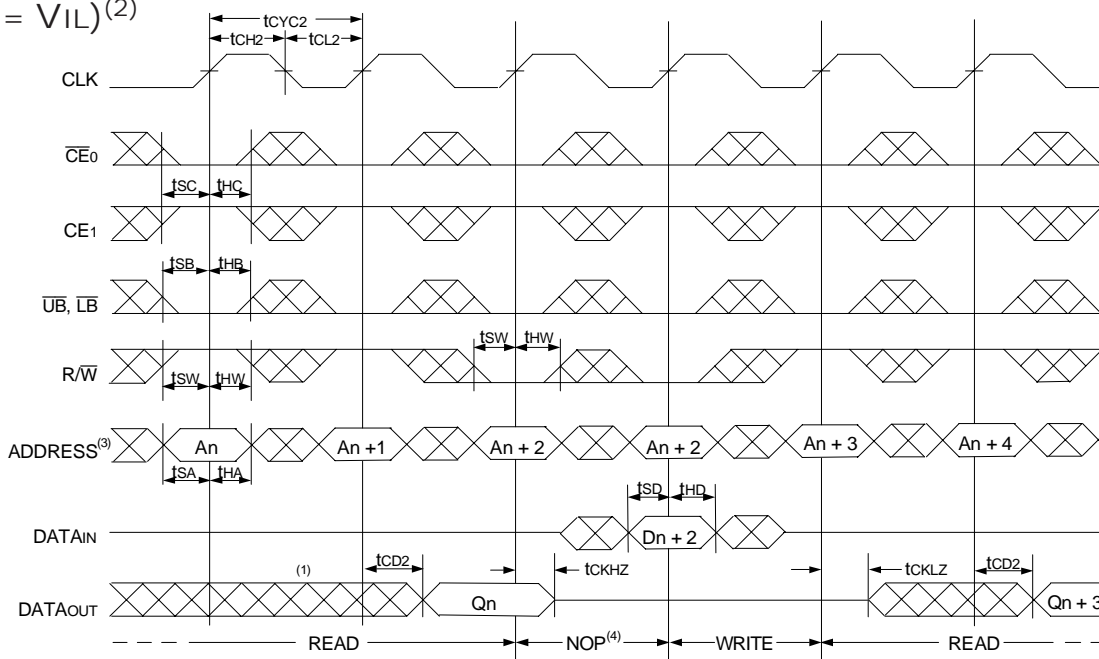 = VIL)(2)
tCYC2
tCH2 tCL2
CLK
CE0
tSC tHC
CE1
tSB tHB
UB, LB
tSW tHW
R/W
tSW tHW
ADDRESS(3) An An +1 An + 2 An + 2 An + 3 An + 4
tSA tHA
tSD tHD
DATAIN Dn + 2
(1) tCD2 tCKHZ tCKLZ tCD2
DATAOUT Qn Qn + 3
READ NOP(4) WRITE READ